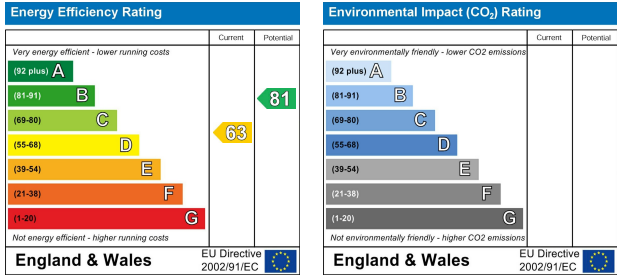 Energy Efficiency Rating
Current Potential
Very energy efficient - lower running costs
(92 plus) A
(81-91) B
(69-80) C
(55-68) D
(39-54) E
(21-38) F
(1-20) G
63
81
Not energy efficient - higher running costs
England & Wales
EU Directive
2002/91/EC
Environmental Impact (CO2) Rating
Current Potential
Very environmentally friendly - lower CO2 emissions
(92 plus) A
(81-91) B
(69-80) C
(55-68) D
(39-54) E
(21-38) F
(1-20) G
Not environmentally friendly - higher CO2 emissions
England & Wales
EU Directive
2002/91/EC